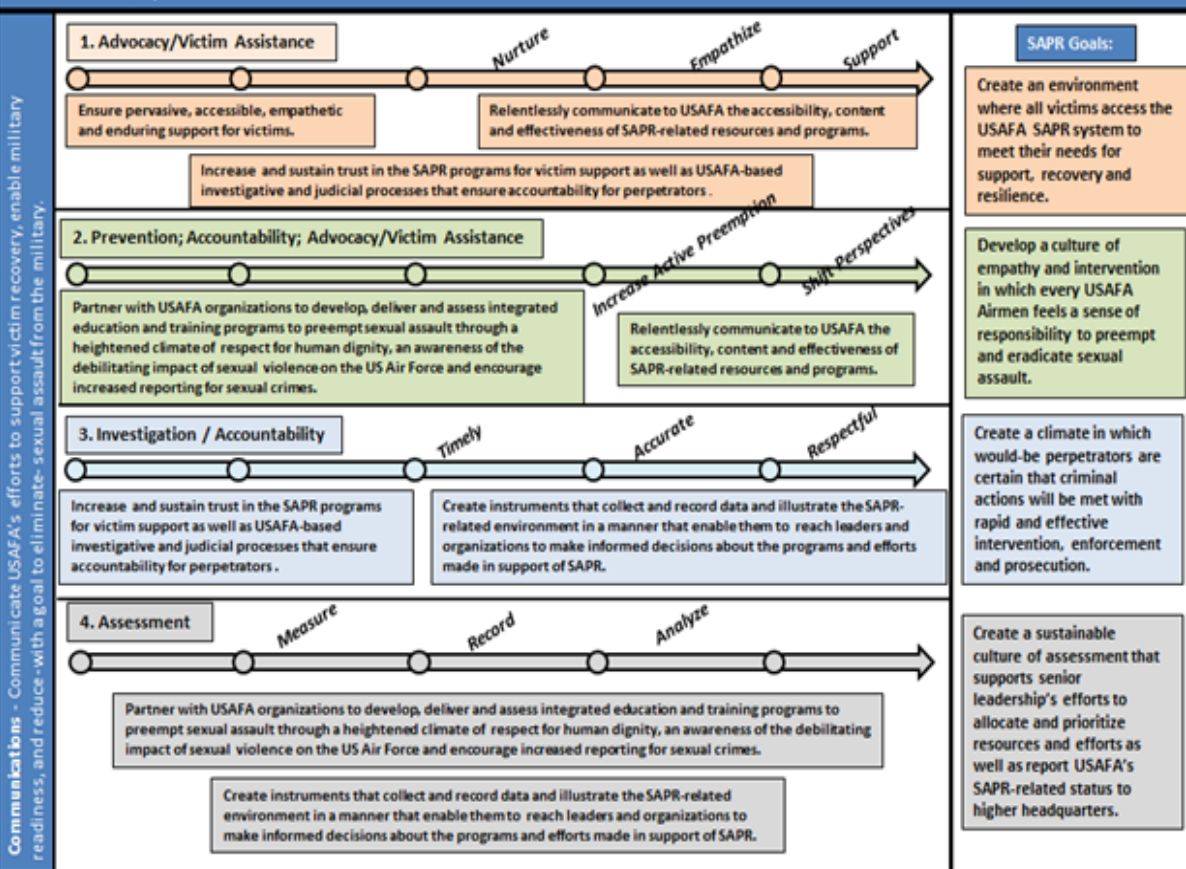 Communications - Communicate USAFA's efforts to support victim recovery, enable military
readiness, and reduce -with a goal to eliminate- sexual assault from the military.
1. Advocacy/Victim Assistance
Nurture
Empathize
Support
Ensure pervasive, accessible, empathetic
and enduring support for victims.
Relentlessly communicate to USAFA the accessibility, content
and effectiveness of SAPR-related resources and programs.
Increase and sustain trust in the SAPR programs for victim support as well as USAFA-based
investigative and judicial processes that ensure accountability for perpetrators .
2. Prevention; Accountability; Advocacy/Victim Assistance
Increase Active Preemption
Shift Perspectives
Partner with USAFA organizations to develop, deliver and assess integrated
education and training programs to preempt sexual assault through a
heightened climate of respect for human dignity, an awareness of the
debilitating impact of sexual violence on the US Air Force and encourage
increased reporting for sexual crimes.
Relentlessly communicate to USAFA the
accessibility, content and effectiveness of
SAPR-related resources and programs.
3. Investigation / Accountability
Timely
Accurate
Respectful
Increase and sustain trust in the SAPR programs
for victim support as well as USAFA-based
investigative and judicial processes that ensure
accountability for perpetrators .
Create instruments that collect and record data and illustrate the SAPR-
related environment in a manner that enable them to reach leaders and
organizations to make informed decisions about the programs and efforts
made in support of SAPR.
4. Assessment
Measure
Record
Analyze
Partner with USAFA organizations to develop, deliver and assess integrated education and training programs to
preempt sexual assault through a heightened climate of respect for human dignity, an awareness of the debilitating
impact of sexual violence on the US Air Force and encourage increased reporting for sexual crimes.
Create instruments that collect and record data and illustrate the SAPR-related
environment in a manner that enable them to reach leaders and organizations to
make informed decisions about the programs and efforts made in support of SAPR.
SAPR Goals:
Create an environment
where all victims access the
USAFA SAPR system to
meet their needs for
support, recovery and
resilience.
Develop a culture of
empathy and intervention
in which every USAFA
Airmen feels a sense of
responsibility to preempt
and eradicate sexual
assault.
Create a climate in which
would-be perpetrators are
certain that criminal
actions will be met with
rapid and effective
intervention, enforcement
and prosecution.
Create a sustainable
culture of assessment that
supports senior
leadership's efforts to
allocate and prioritize
resources and efforts as
well as report USAFA's
SAPR-related status to
higher headquarters.